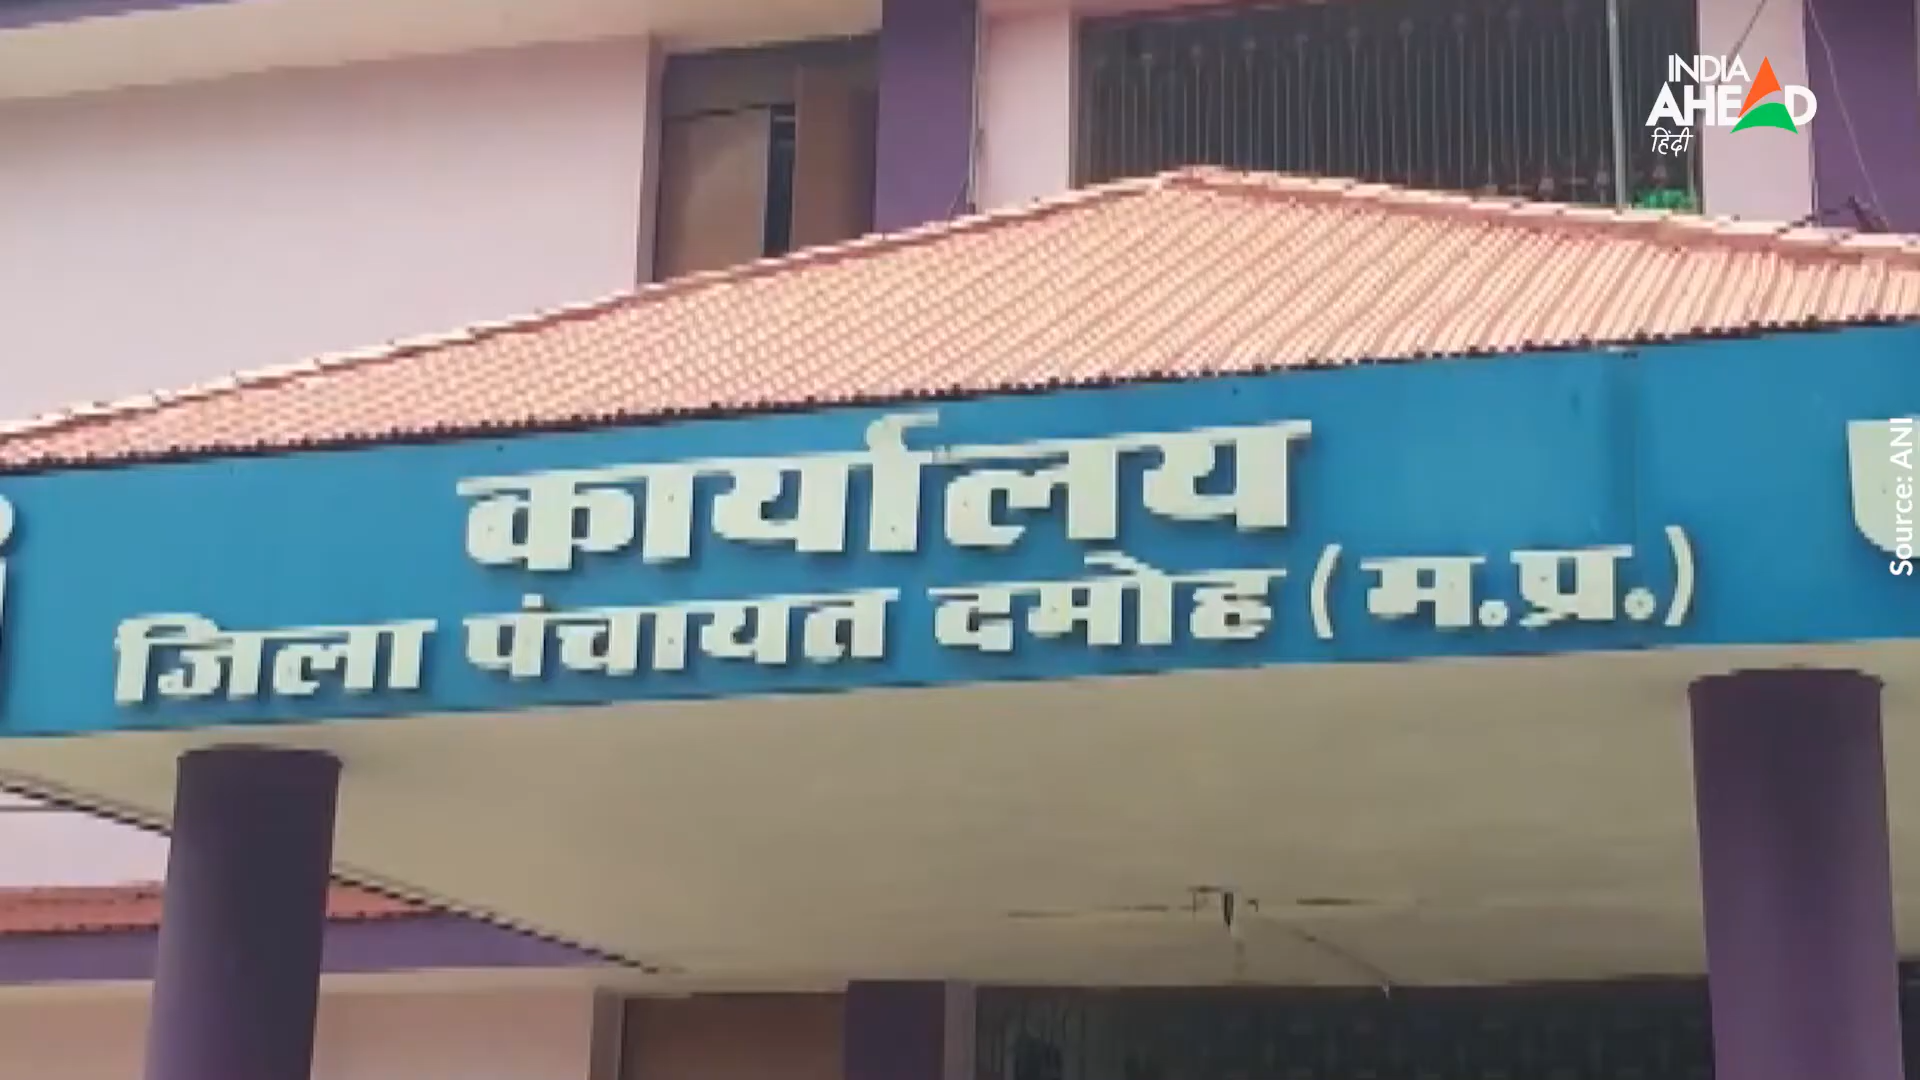 INDIA
AHEAD
हिंदी
कार्यालय
जिला पंचायत दमोह (म.प्र.)
Source: ANI